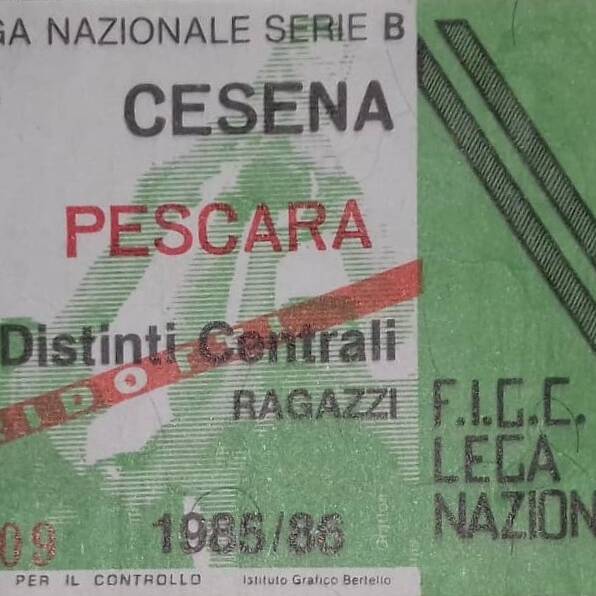 GA NAZIONALE SERIE B
CESENA
PESCARA
Distinti Centrali
RAGAZZI
09
1985/86
PER IL CONTROLLO
Istituto Grafico Bertello
F.I.G.C.
LEGA
NAZION